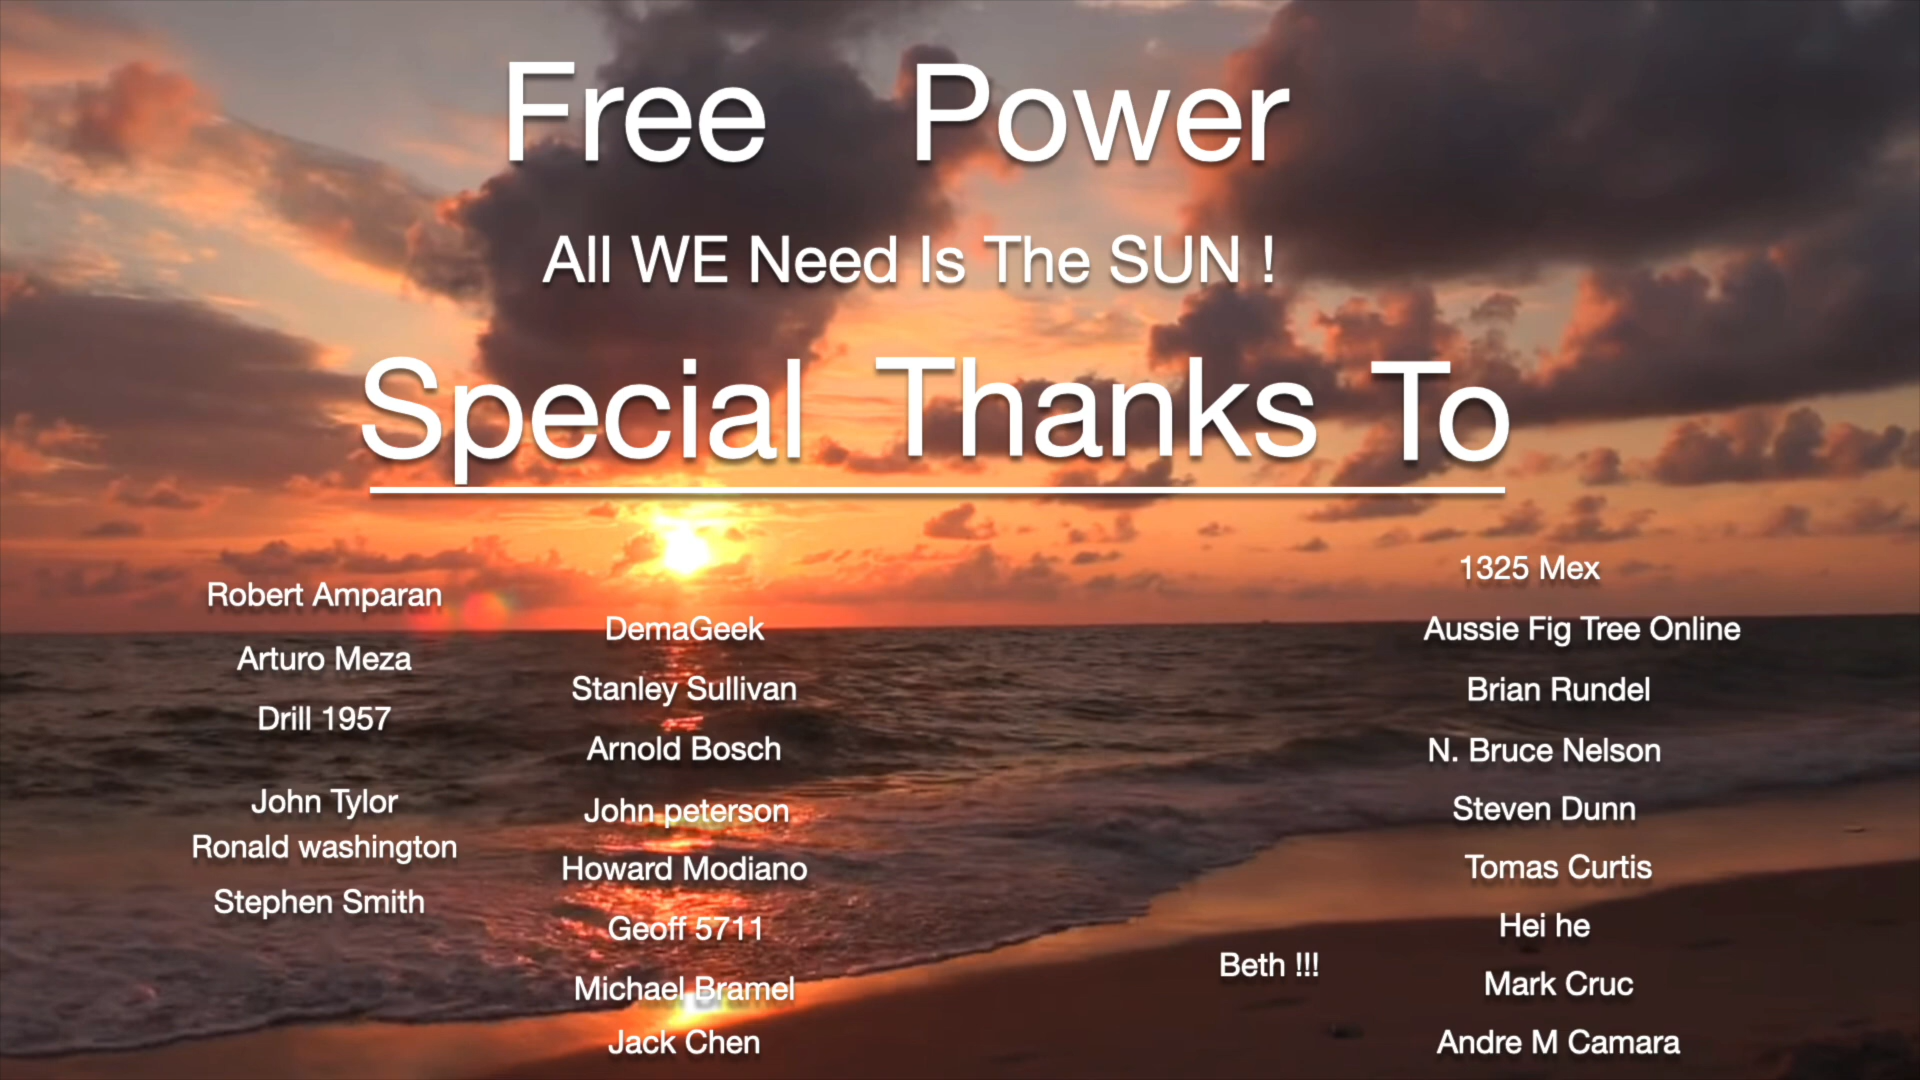 Free Power
All WE Need Is The SUN !
Special Thanks To
Robert Amparan
Arturo Meza
Drill 1957
John Tylor
Ronald washington
Stephen Smith
DemaGeek
Stanley Sullivan
Arnold Bosch
John peterson
Howard Modiano
Geoff 5711
Michael Bramel
Jack Chen
Beth !!!
1325 Mex
Aussie Fig Tree Online
Brian Rundel
N. Bruce Nelson
Steven Dunn
Tomas Curtis
Hei he
Mark Cruc
Andre M Camara